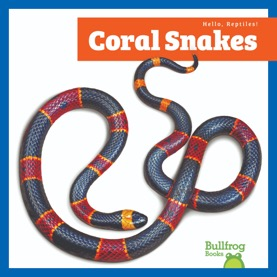 Hello, Reptiles!
Coral Snakes
Bullfrog
Books